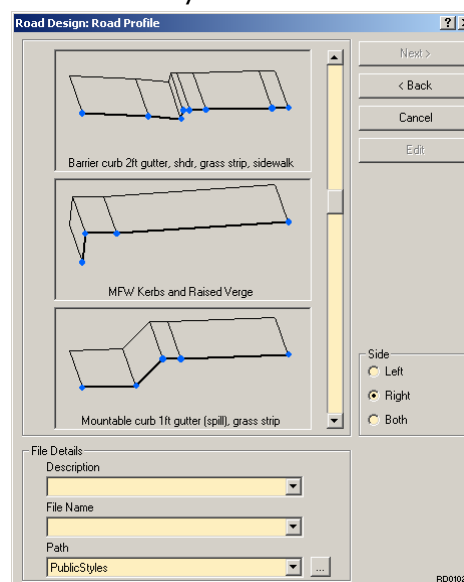 Road Design: Road Profile
Next >
< Back
Cancel
Edit
Barrier curb 2ft gutter, shdr, grass strip, sidewalk
MFW Kerbs and Raised Verge
Mountable curb 1ft gutter (spill), grass strip
Side
Left
Right
Both
File Details
Description
File Name
Path
PublicStyles
...
RD0102